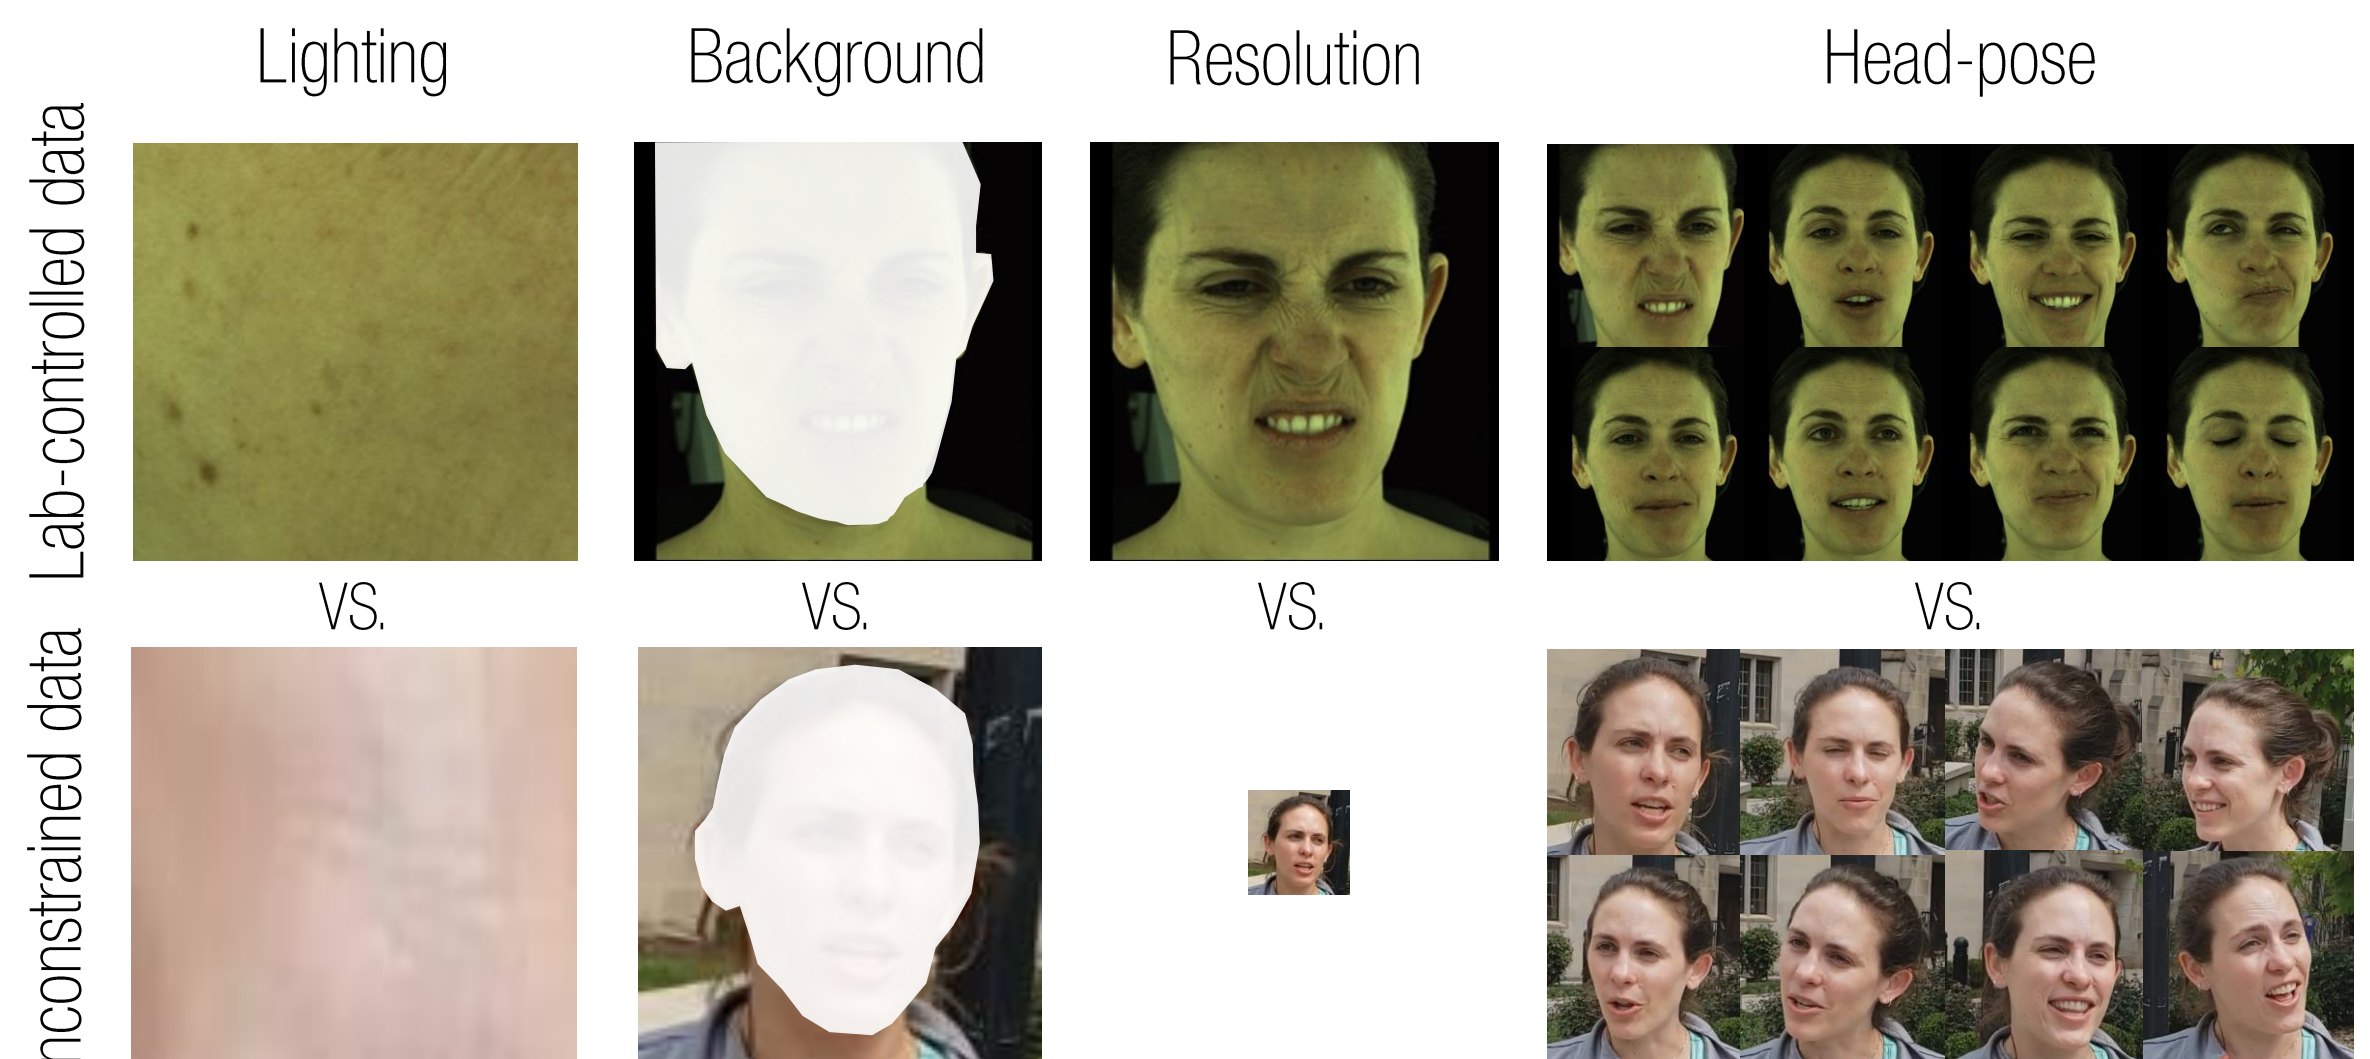 Lighting
Background
Resolution
Head-pose
Lab-controlled data
VS.
VS.
VS.
VS.
nconstrained data